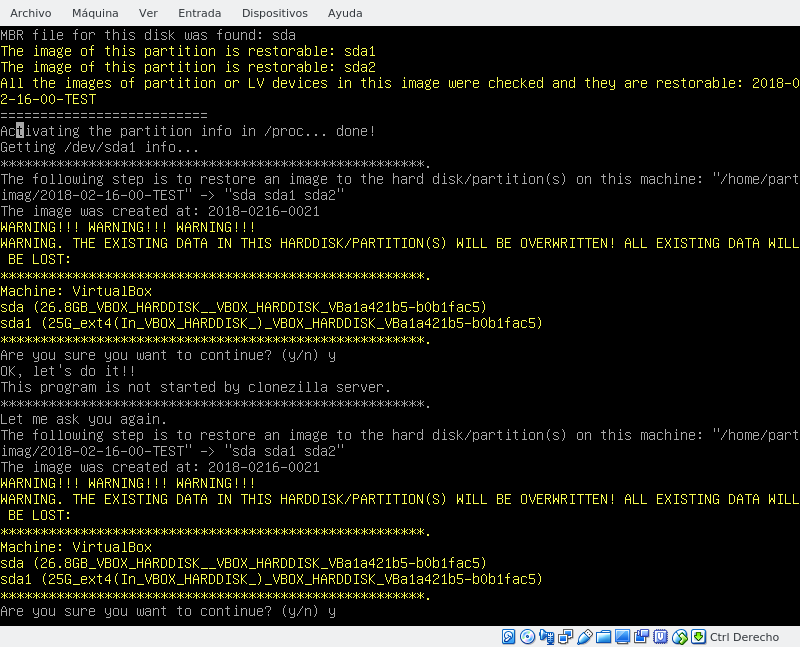 Archivo Máquina Ver Entrada Dispositivos Ayuda
MBR file for this disk was found: sda
The image of this partition is restorable: sda1
The image of this partition is restorable: sda2
All the images of partition or LV devices in this image were checked and they are restorable: 2018-0
2-16-00-TEST
==========================
Activating the partition info in /proc... done!
Getting /dev/sda1 info...
*****************************************************.
The following step is to restore an image to the hard disk/partition(s) on this machine: "/home/part
imag/2018-02-16-00-TEST" -> "sda sda1 sda2"
The image was created at: 2018-0216-0021
WARNING!!! WARNING!!! WARNING!!!
WARNING. THE EXISTING DATA IN THIS HARDDISK/PARTITION(S) WILL BE OVERWRITTEN! ALL EXISTING DATA WILL
BE LOST:
*****************************************************.
Machine: VirtualBox
sda (26.8GB_VBOX_HARDDISK__VBOX_HARDDISK_VBa1a421b5-b0b1fac5)
sda1 (25G_ext4(In_VBOX_HARDDISK_)_VBOX_HARDDISK_VBa1a421b5-b0b1fac5)
*****************************************************.
Are you sure you want to continue? (y/n) y
OK, let's do it!!
This program is not started by clonezilla server.
*****************************************************.
Let me ask you again.
The following step is to restore an image to the hard disk/partition(s) on this machine: "/home/part
imag/2018-02-16-00-TEST" -> "sda sda1 sda2"
The image was created at: 2018-0216-0021
WARNING!!! WARNING!!! WARNING!!!
WARNING. THE EXISTING DATA IN THIS HARDDISK/PARTITION(S) WILL BE OVERWRITTEN! ALL EXISTING DATA WILL
BE LOST:
*****************************************************.
Machine: VirtualBox
sda (26.8GB_VBOX_HARDDISK__VBOX_HARDDISK_VBa1a421b5-b0b1fac5)
sda1 (25G_ext4(In_VBOX_HARDDISK_)_VBOX_HARDDISK_VBa1a421b5-b0b1fac5)
*****************************************************.
Are you sure you want to continue? (y/n) y
Ctrl Derecho